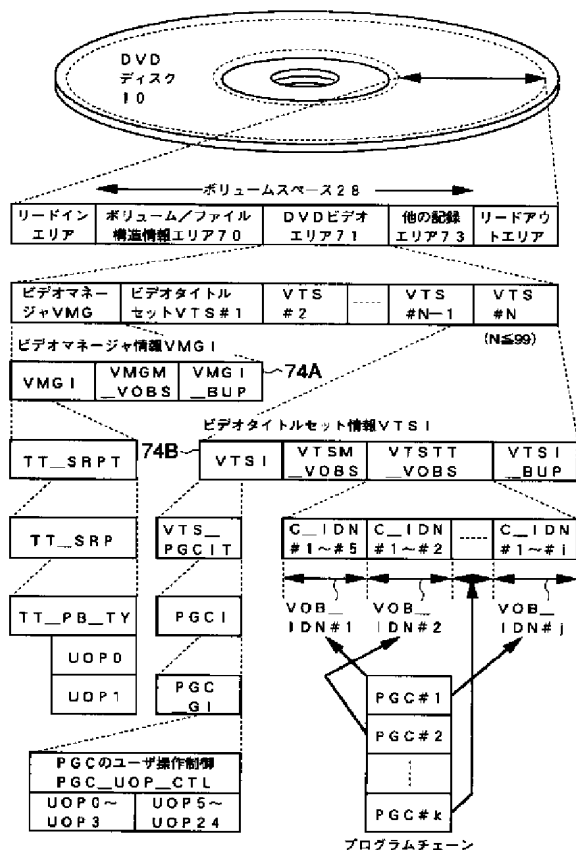 DVD
ディスク
10
ボリュームスペース28
リードイン
エリア
ボリューム/ファイル
構造情報エリア70
DVDビデオ
エリア71
他の記録
エリア73
リードアウ
トエリア
ビデオマネー
ジャVMG
ビデオタイトル
セットVTS#1
VTS
#2
VTS
#N−1
VTS
#N
ビデオマネージャ情報VMGI
(N≦99)
VMGI
VMGM
_VOBS
VMGI
_BUP
74A
ビデオタイトルセット情報VTSI
74B
VTSI
VTSM
_VOBS
VTSTT
_VOBS
VTSI
_BUP
TT_SRPT
TT_SRP
VTS_
PGCIT
C_IDN
#1~#5
C_IDN
#1~#2
C_IDN
#1~#i
VOB_
IDN#1
VOB_
IDN#2
VOB_
IDN#j
TT_PB_TY
UOP0
UOP1
PGCI
PGC
_GI
PGC#1
PGC#2
PGC#k
PGCのユーザ操作制御
PGC_UOP_CTL
UOP0~
UOP3
UOP5~
UOP24
プログラムチェーン